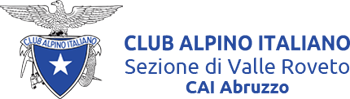 CLUB ALPINO ITALIANO
CLUB ALPINO ITALIANO
Sezione di Valle Roveto
CAI Abruzzo